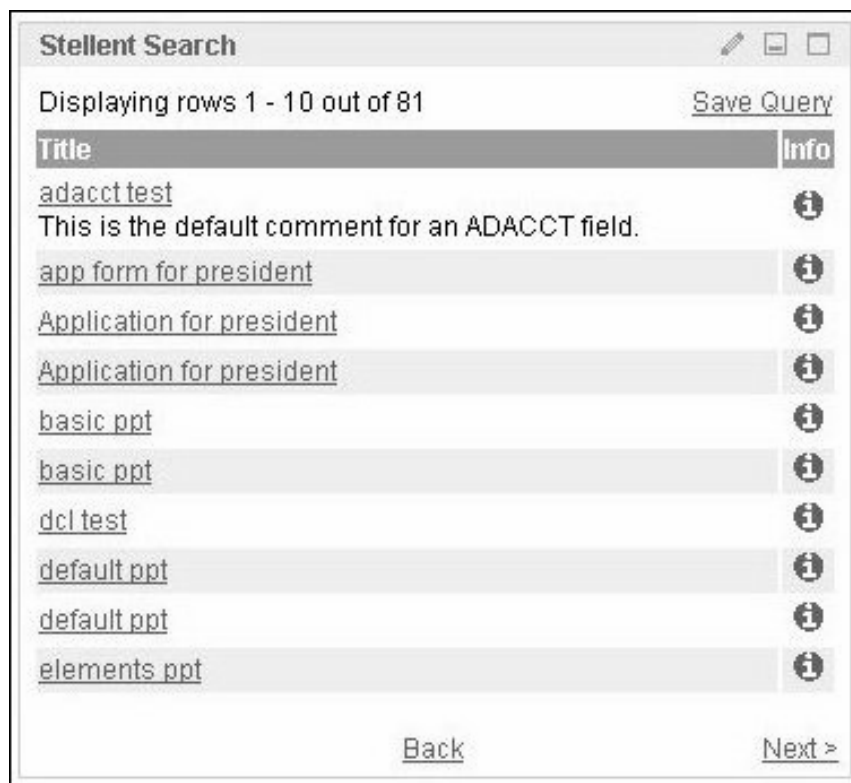 Stellent Search
Displaying rows 1 - 10 out of 81 Save Query
Title Info
adacct test
This is the default comment for an ADACCT field.
app form for president
Application for president
Application for president
basic ppt
basic ppt
dcl test
default ppt
default ppt
elements ppt
Back Next >